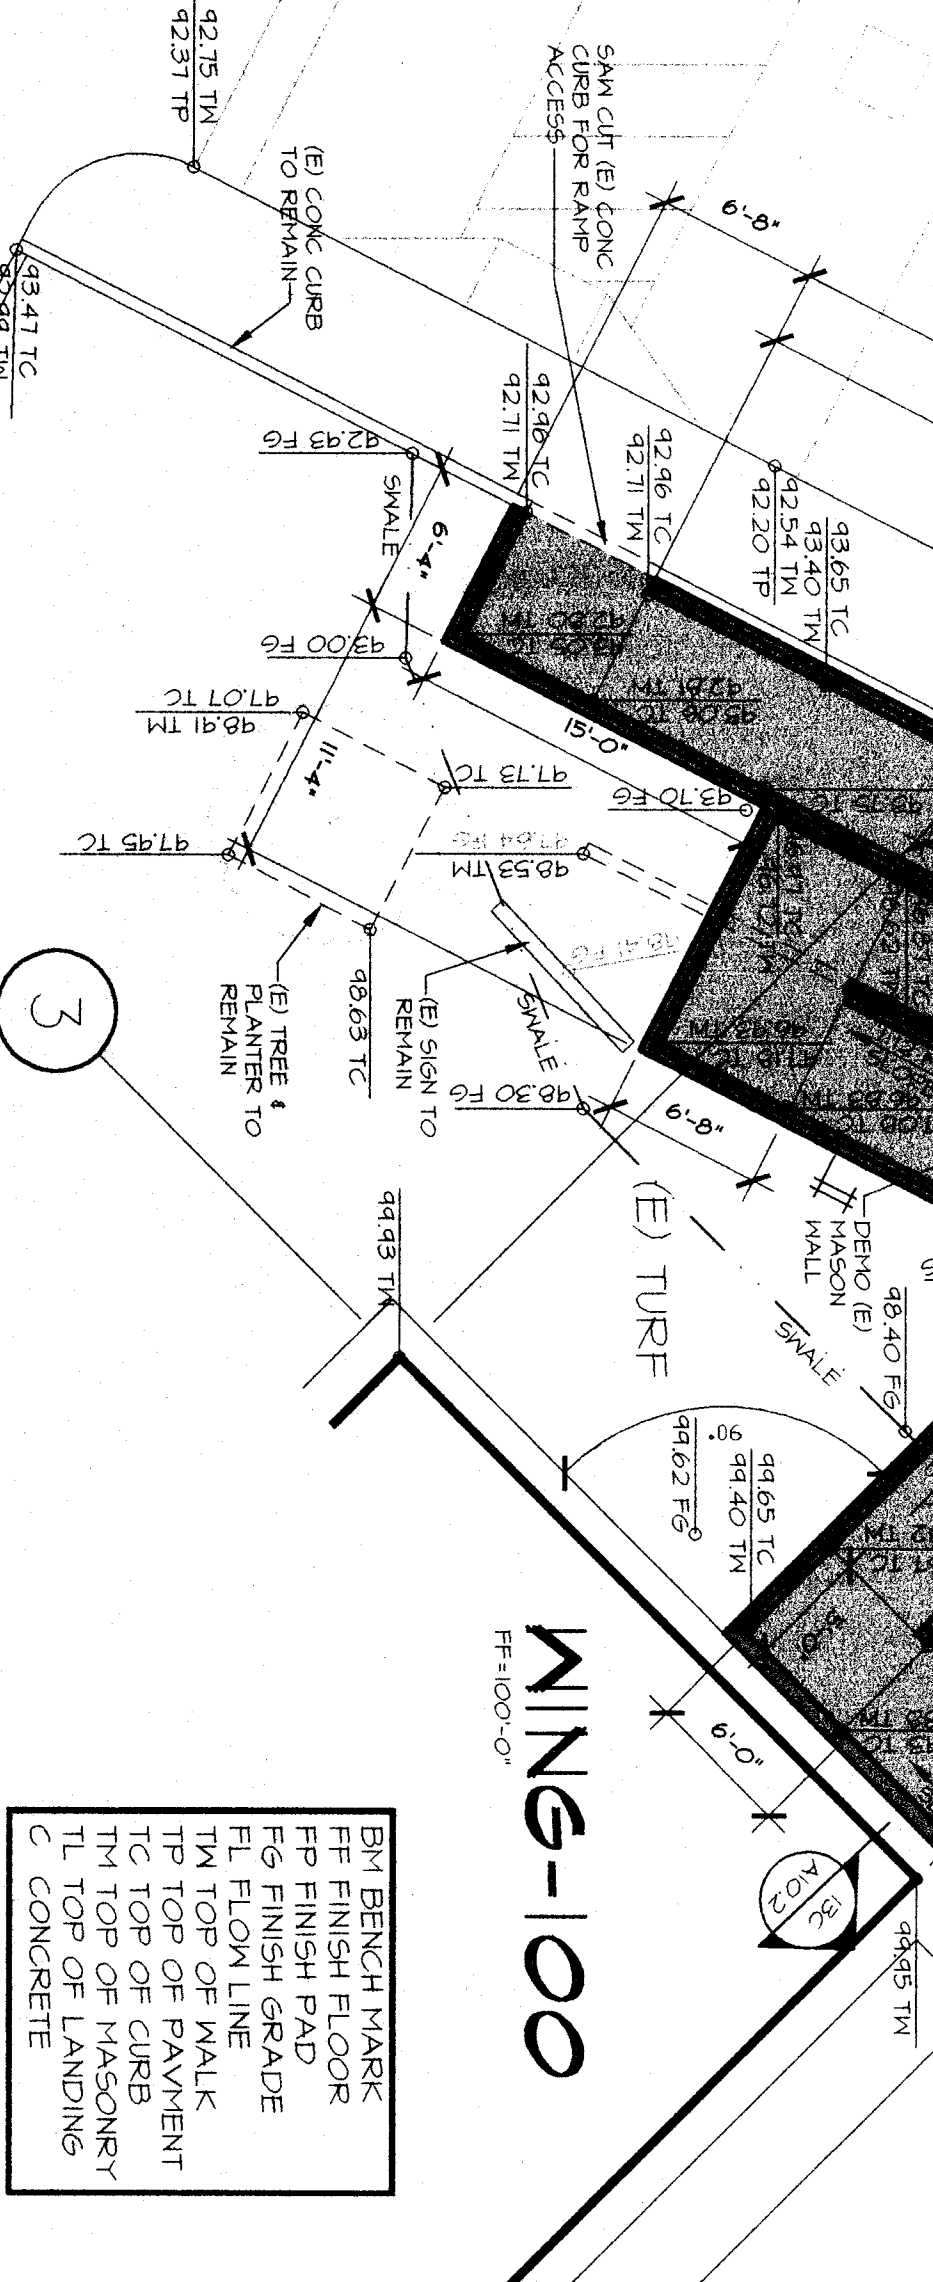 92.75 TW
92.37 TP
SAW CUT (E) CONC
CURB FOR RAMP
ACCESS
(E) CONC CURB
TO REMAIN
6'-8"
93.47 TC
92.96 TC
92.71 TW
92.96 TC
92.71 TW
92.54 TW
92.20 TP
93.65 TC
93.40 TW
92.93 FG
SWALE
6'-4"
93.00 FG
98.91 TM
97.07 TC
11'-4"
15'-0"
97.73 TC
93.70 FG
97.95 TC
98.53 TM
97.64 FG
98.41 FG
(E) TREE &
PLANTER TO
REMAIN
98.63 TC
(E) SIGN TO
REMAIN
SWALE
98.30 FG
9'-8"
3
(E) TURF
DEMO (E)
MASON
WALL
98.40 FG
SWALE
99.93 TW
90°
99.62 FG
99.65 TC
99.40 TW
WING-100
FF=100'-0"
6'-0"
13C
A10.2
99.95 TW
BM BENCH MARK
FF FINISH FLOOR
FP FINISH PAD
FG FINISH GRADE
FL FLOW LINE
TW TOP OF WALK
TP TOP OF PAVMENT
TC TOP OF CURB
TM TOP OF MASONRY
TL TOP OF LANDING
C CONCRETE